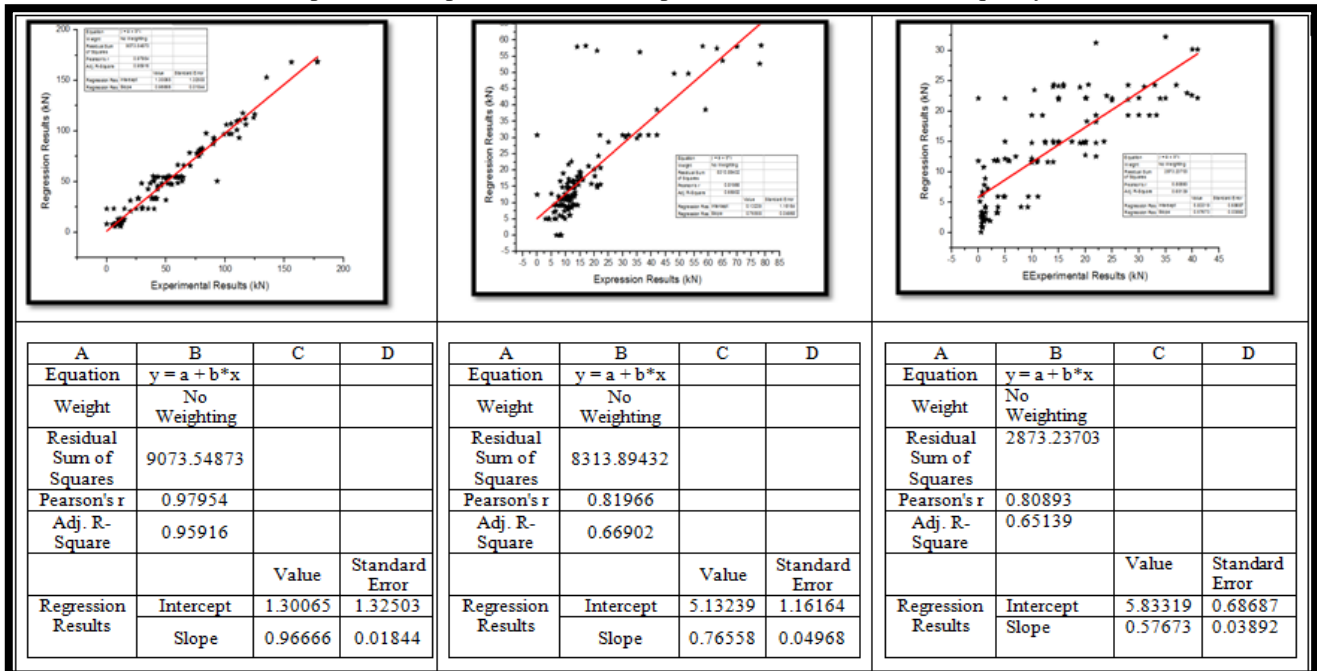 200
150
100
50
0
0
50
100
150
200
Regression Results (kN)
Experimental Results (kN)
60
55
50
45
40
35
30
25
20
15
10
5
0
-5
-5 0 5 10 15 20 25 30 35 40 45 50 55 60 65 70 75 80 85
Regression Results (kN)
Expression Results (kN)
30
25
20
15
10
5
0
-5 0 5 10 15 20 25 30 35 40 45
Regression Results (kN)
EExperimental Results (kN)
A B C D
Equation y = a + b*x
Weight No Weighting
Residual Sum of Squares 9073.54873
Pearson's r 0.97954
Adj. R-Square 0.95916
Value Standard Error
Regression Results Intercept 1.30065 1.32503
Slope 0.96666 0.01844
A B C D
Equation y = a + b*x
Weight No Weighting
Residual Sum of Squares 8313.89432
Pearson's r 0.81966
Adj. R-Square 0.66902
Value Standard Error
Regression Results Intercept 5.13239 1.16164
Slope 0.76558 0.04968
A B C D
Equation y = a + b*x
Weight No Weighting
Residual Sum of Squares 2873.23703
Pearson's r 0.80893
Adj. R-Square 0.65139
Value Standard Error
Regression Results Intercept 5.83319 0.68687
Slope 0.57673 0.03892